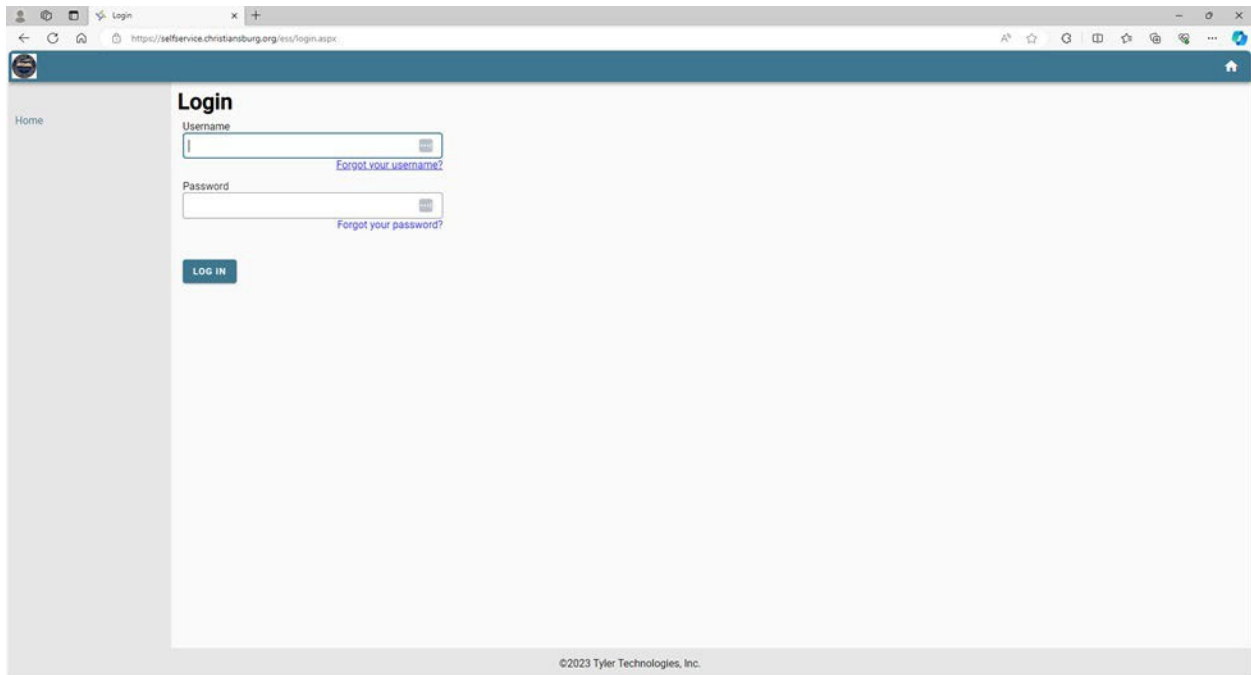 Login
https://selfservice.christiansburg.org/ess/login.aspx
Home
Login
Username
Forgot your username?
Password
Forgot your password?
LOG IN
©2023 Tyler Technologies, Inc.